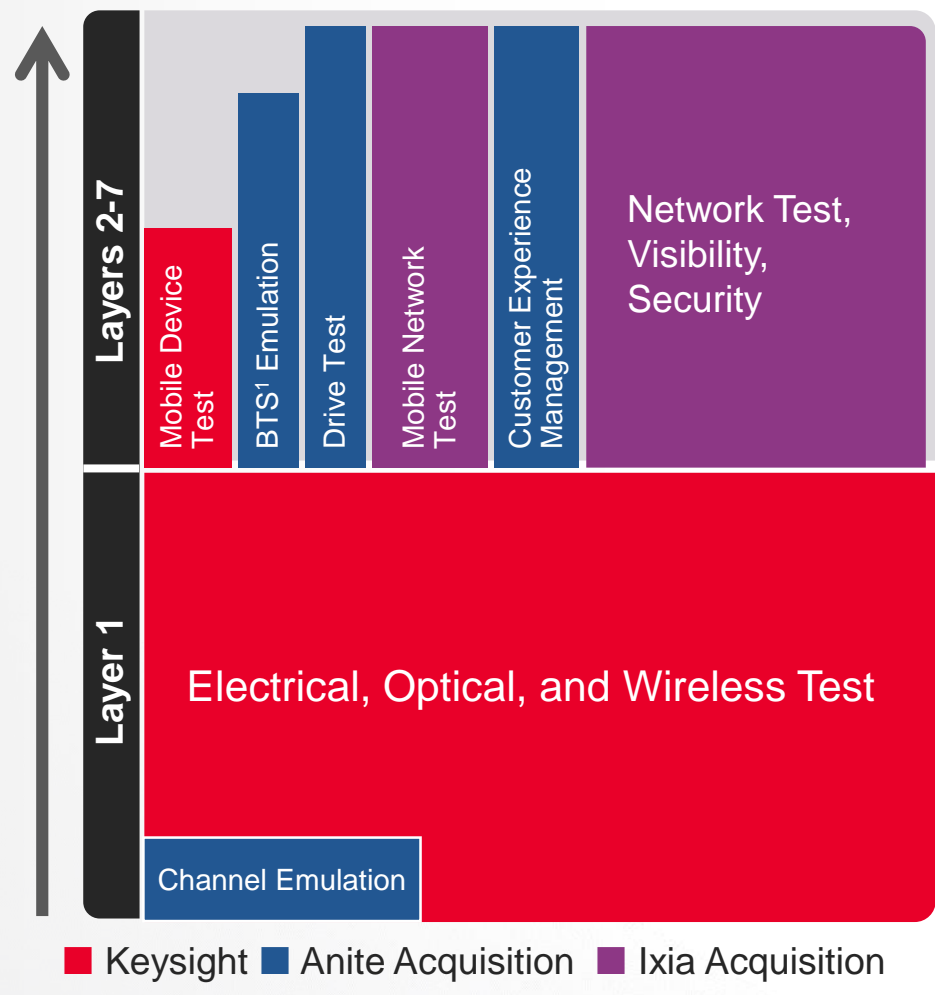 Layers 2-7
Mobile Device
Test
BTS¹ Emulation
Drive Test
Mobile Network
Test
Customer Experience
Management
Network Test,
Visibility,
Security
Layer 1
Electrical, Optical, and Wireless Test
Channel Emulation
Keysight
Anite Acquisition
Ixia Acquisition